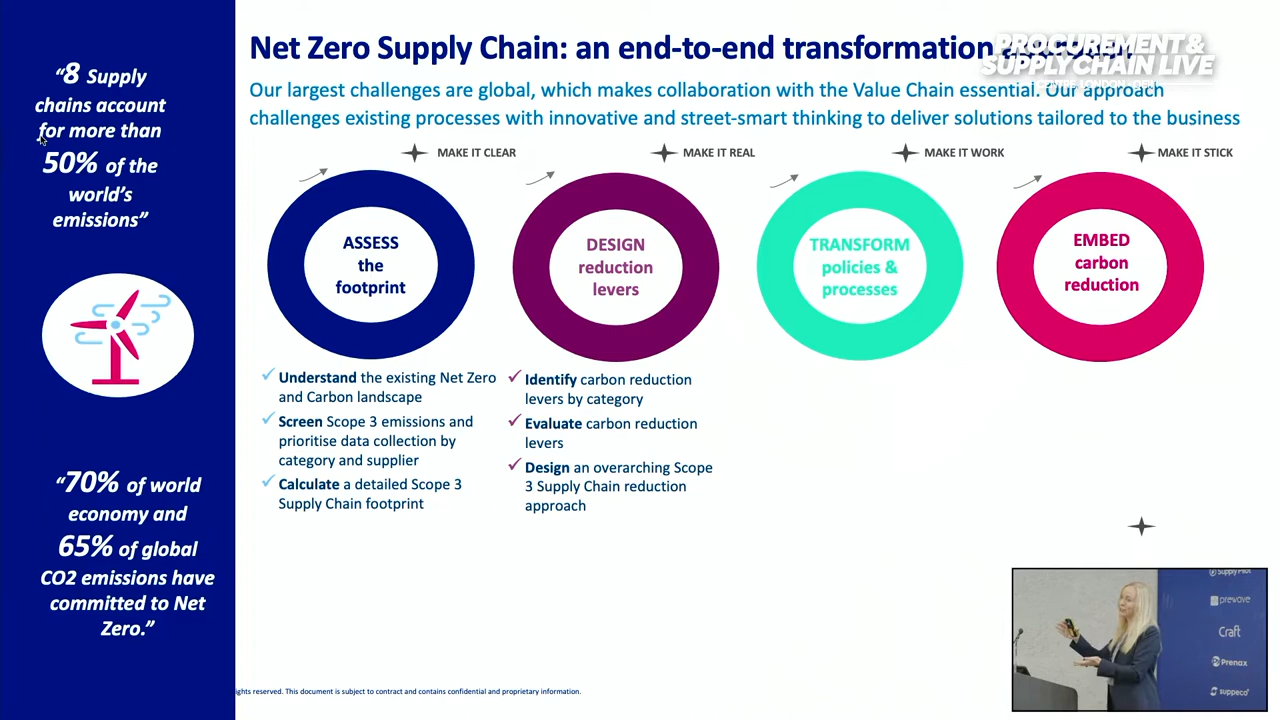 "8 Supply
chains account
for more than
50% of the
world's
emissions"
"70% of world
economy and
65% of global
CO2 emissions have
committed to Net
Zero."
Net Zero Supply Chain: an end-to-end transformation
PROCUREMENT &
SUPPLY CHAIN LIVE
Our largest challenges are global, which makes collaboration with the Value Chain essential. Our approach
challenges existing processes with innovative and street-smart thinking to deliver solutions tailored to the business
MAKE IT CLEAR
MAKE IT REAL
MAKE IT WORK
MAKE IT STICK
ASSESS
the
footprint
DESIGN
reduction
levers
TRANSFORM
policies &
processes
EMBED
carbon
reduction
✓ Understand the existing Net Zero
and Carbon landscape
✓ Screen Scope 3 emissions and
prioritise data collection by
category and supplier
✓ Calculate a detailed Scope 3
Supply Chain footprint
✓ Identify carbon reduction
levers by category
✓ Evaluate carbon reduction
levers
✓ Design an overarching Scope
3 Supply Chain reduction
approach
ights reserved. This document is subject to contract and contains confidential and proprietary information.
Supply Pilot
prewave
Craft
Prenax
suppeco